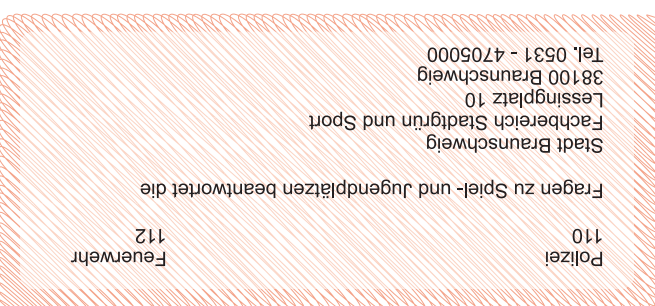 Polizei
110
Feuerwehr
112
Fragen zu Spiel- und Jugendplätzen beantwortet die
Stadt Braunschweig
Fachbereich Stadtgrün und Sport
Lessingplatz 10
38100 Braunschweig
Tel. 0531 - 4705000